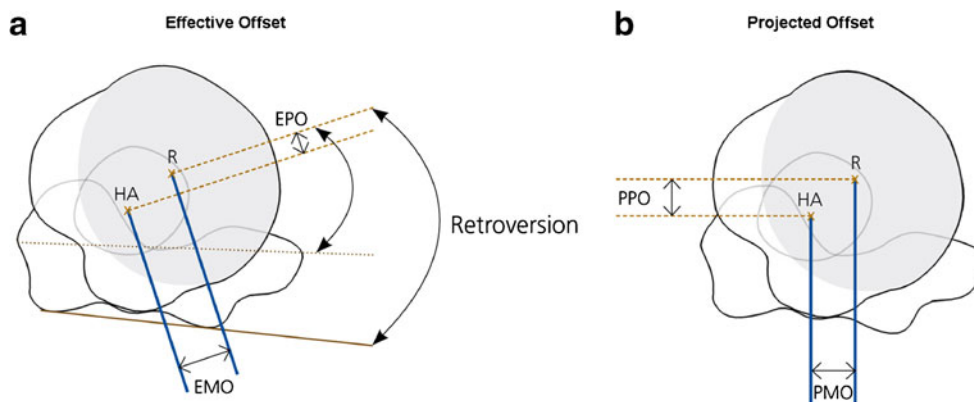 a
Effective Offset
EPO
R
HA
Retroversion
EMO
b
Projected Offset
R
HA
PPO
PMO